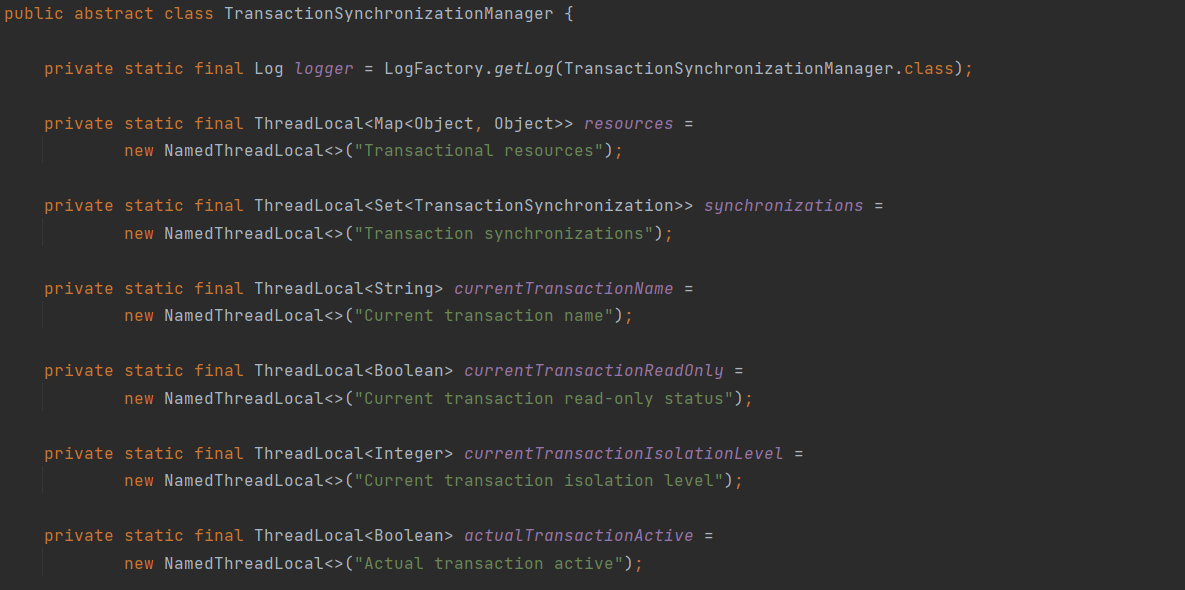 public abstract class TransactionSynchronizationManager {
private static final Log logger = LogFactory.getLog(TransactionSynchronizationManager.class);
private static final ThreadLocal<Map<Object, Object>> resources =
new NamedThreadLocal<>("Transactional resources");
private static final ThreadLocal<Set<TransactionSynchronization>> synchronizations =
new NamedThreadLocal<>("Transaction synchronizations");
private static final ThreadLocal<String> currentTransactionName =
new NamedThreadLocal<>("Current transaction name");
private static final ThreadLocal<Boolean> currentTransactionReadOnly =
new NamedThreadLocal<>("Current transaction read-only status");
private static final ThreadLocal<Integer> currentTransactionIsolationLevel =
new NamedThreadLocal<>("Current transaction isolation level");
private static final ThreadLocal<Boolean> actualTransactionActive =
new NamedThreadLocal<>("Actual transaction active");